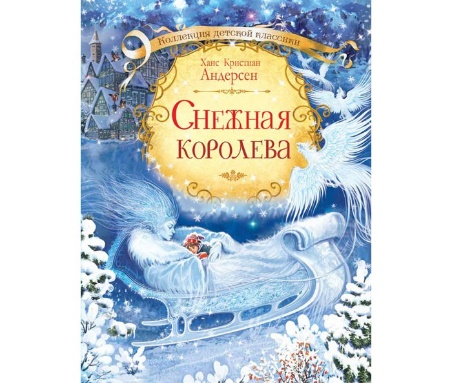 Коллекция детской классики
Ханс Кристиан
Андерсен
Снежная
королева